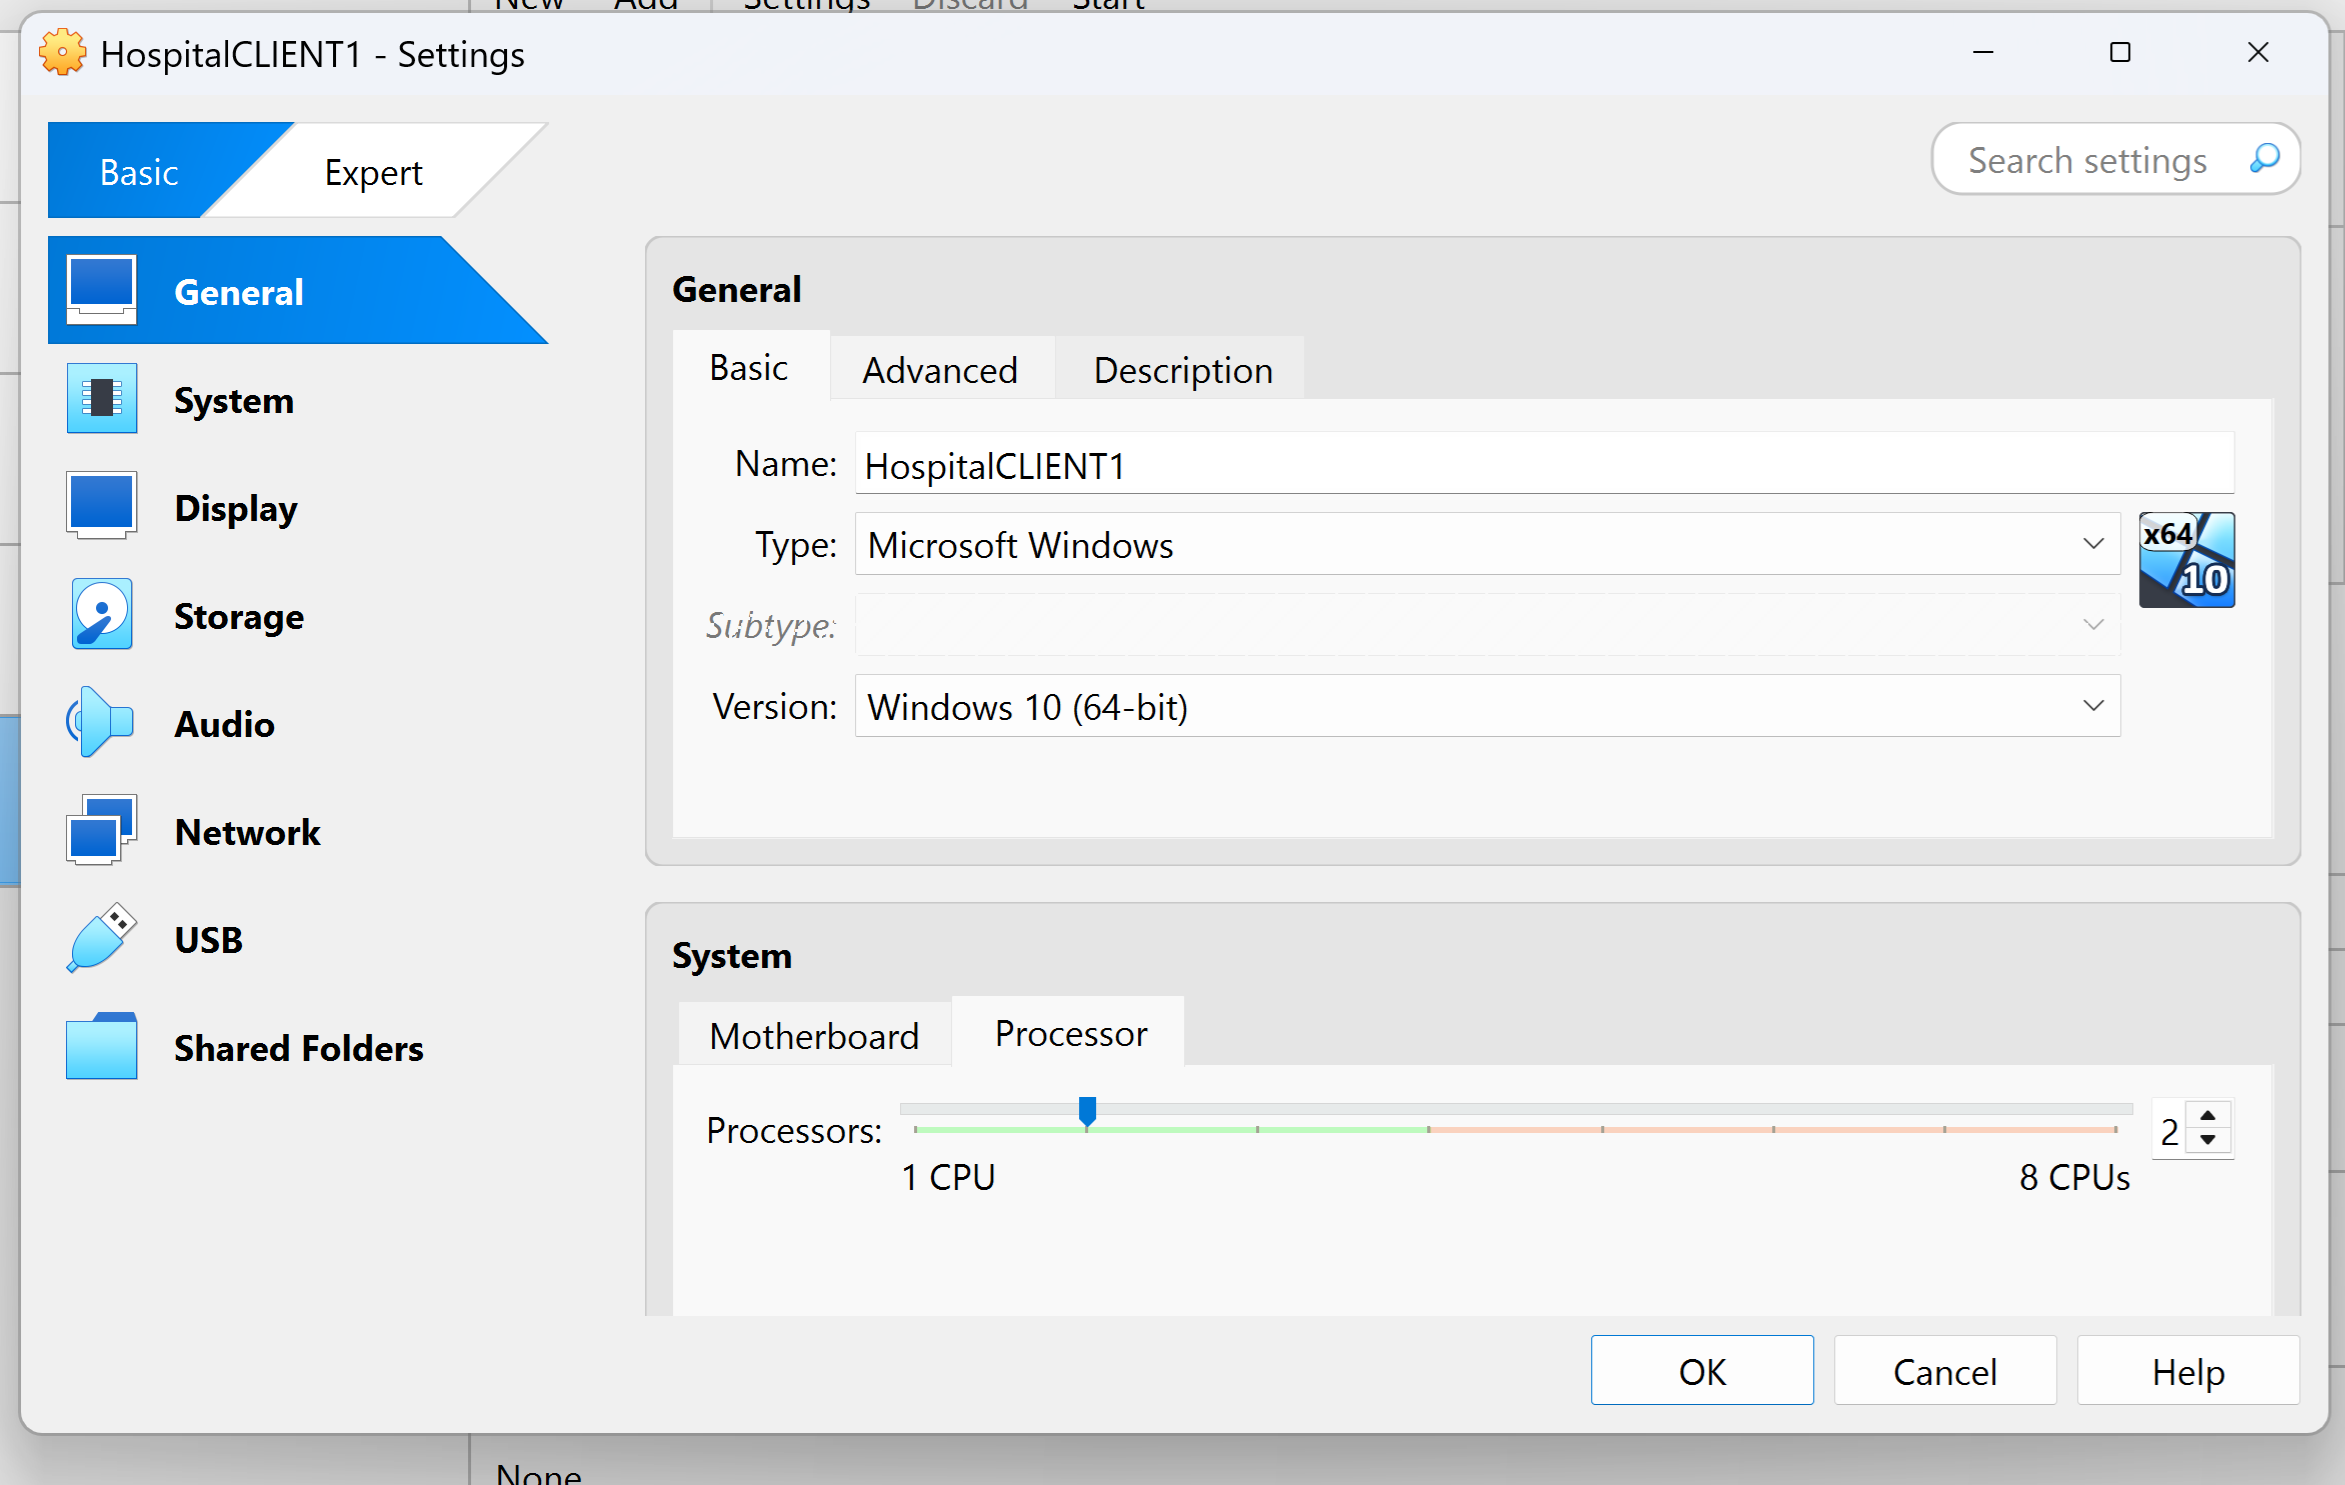 New Add Settings Discard Start
HospitalCLIENT1 - Settings
Basic Expert
Search settings
General
System
Display
Storage
Audio
Network
USB
Shared Folders
General
Basic Advanced Description
Name: HospitalCLIENT1
Type: Microsoft Windows
x64
10
Subtype:
Version: Windows 10 (64-bit)
System
Motherboard Processor
Processors: 2
1 CPU 8 CPUs
OK Cancel Help
None